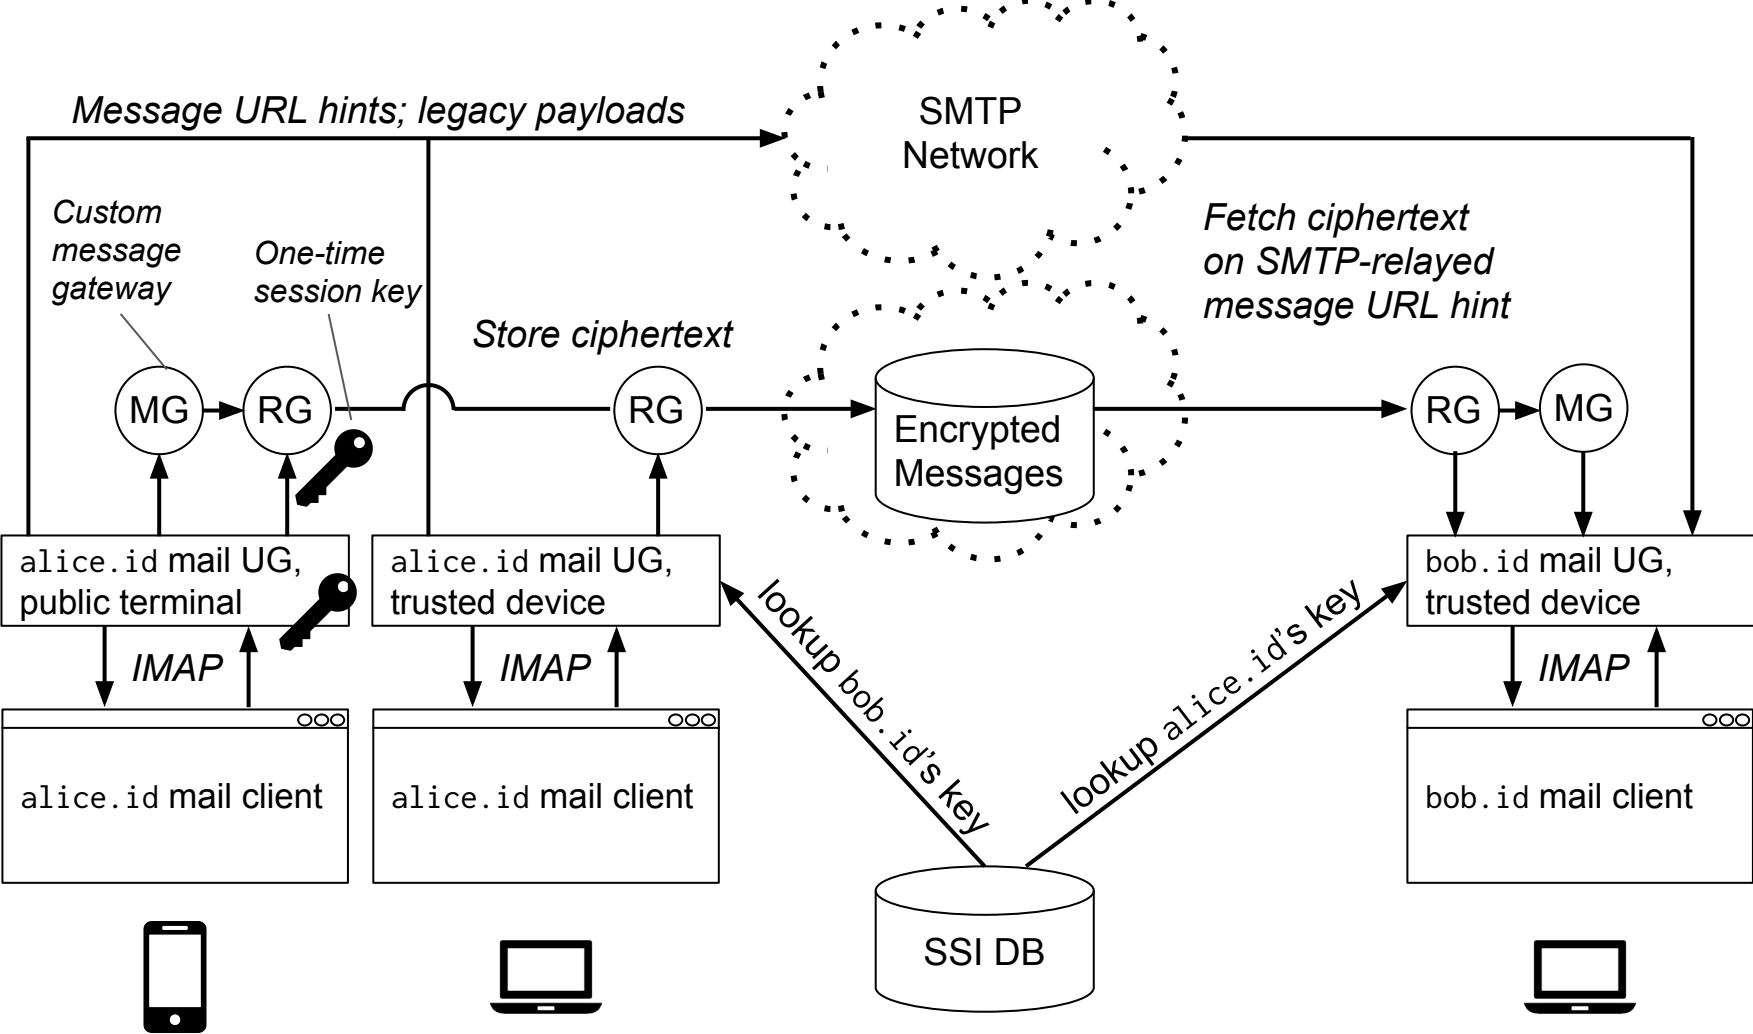 SMTP
Network
Message URL hints; legacy payloads
Custom
message
gateway
One-time
session key
Store ciphertext
Fetch ciphertext
on SMTP-relayed
message URL hint
MG
RG
RG
Encrypted
Messages
RG
MG
alice.id mail UG,
public terminal
alice.id mail UG,
trusted device
bob.id mail UG,
trusted device
lookup bob.id's key
lookup alice.id's key
IMAP
IMAP
IMAP
alice.id mail client
alice.id mail client
bob.id mail client
SSI DB